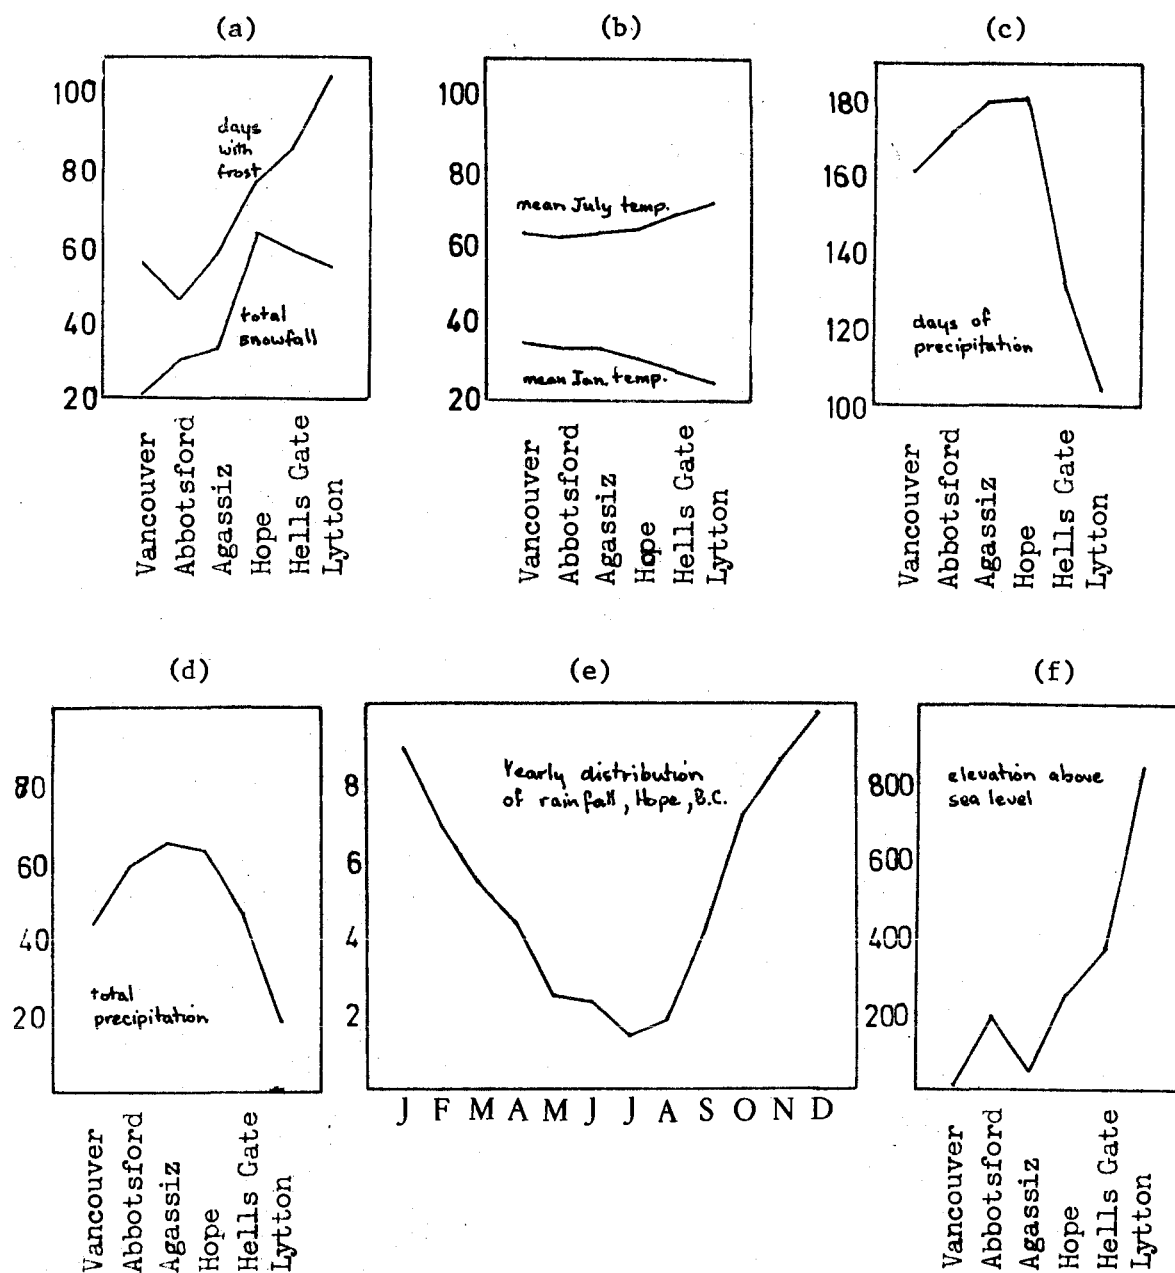 (a)
100
80
60
40
20
days
with
frost
total
snowfall
Vancouver
Abbotsford
Agassiz
Hope
Hells Gate
Lytton
(b)
100
80
60
40
20
mean July temp.
mean Jan. temp.
Vancouver
Abbotsford
Agassiz
Hope
Hells Gate
Lytton
(c)
180
160
140
120
100
days of
precipitation
Vancouver
Abbotsford
Agassiz
Hope
Hells Gate
Lytton
(d)
80
60
40
20
total
precipitation
Vancouver
Abbotsford
Agassiz
Hope
Hells Gate
Lytton
(e)
8
6
4
2
Yearly distribution
of rainfall, Hope, B.C.
J F M A M J J A S O N D
(f)
800
600
400
200
elevation above
sea level
Vancouver
Abbotsford
Agassiz
Hope
Hells Gate
Lytton